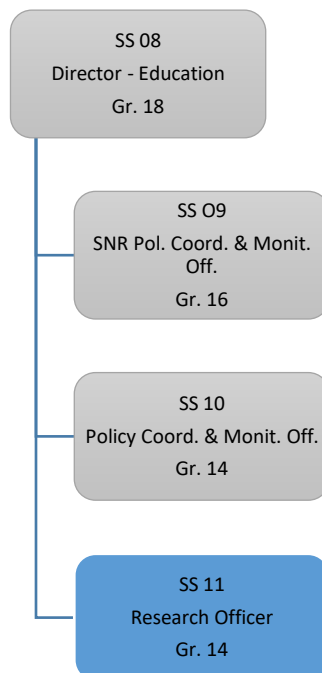 SS 08
Director - Education
Gr. 18
SS O9
SNR Pol. Coord. & Monit.
Off.
Gr. 16
SS 10
Policy Coord. & Monit. Off.
Gr. 14
SS 11
Research Officer
Gr. 14